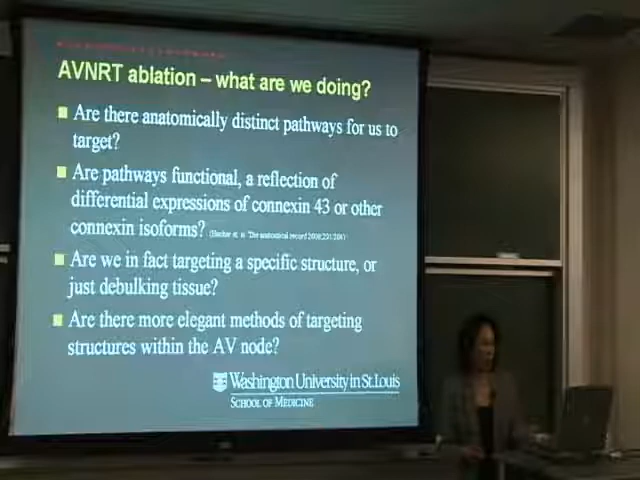 AVNRT ablation – what are we doing?
Are there anatomically distinct pathways for us to
target?
Are pathways functional, a reflection of
differential expressions of connexin 43 or other
connexin isoforms?
Are we in fact targeting a specific structure, or
just debulking tissue?
Are there more elegant methods of targeting
structures within the AV node?
Washington University in St. Louis
SCHOOL OF MEDICINE